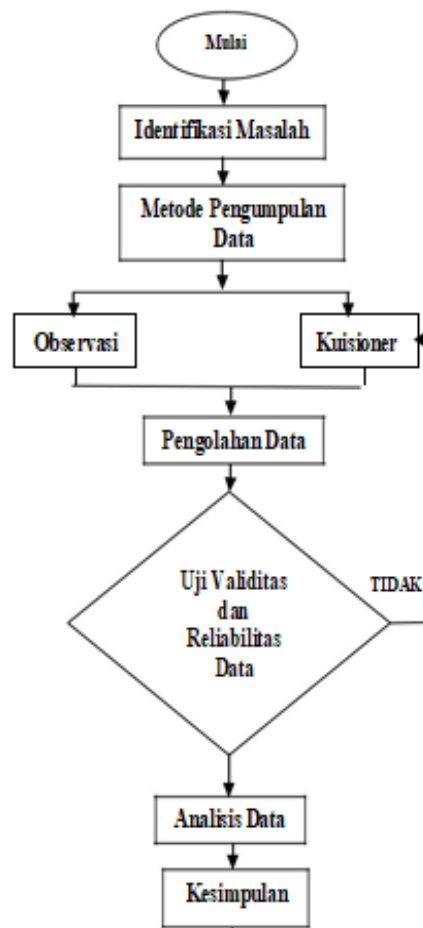 Mulai
Identifikasi Masalah
Metode Pengumpulan
Data
Observasi
Kuisioner
Pengolahan Data
Uji Validitas
dan
Reliabilitas
Data
TIDAK
Analisis Data
Kesimpulan